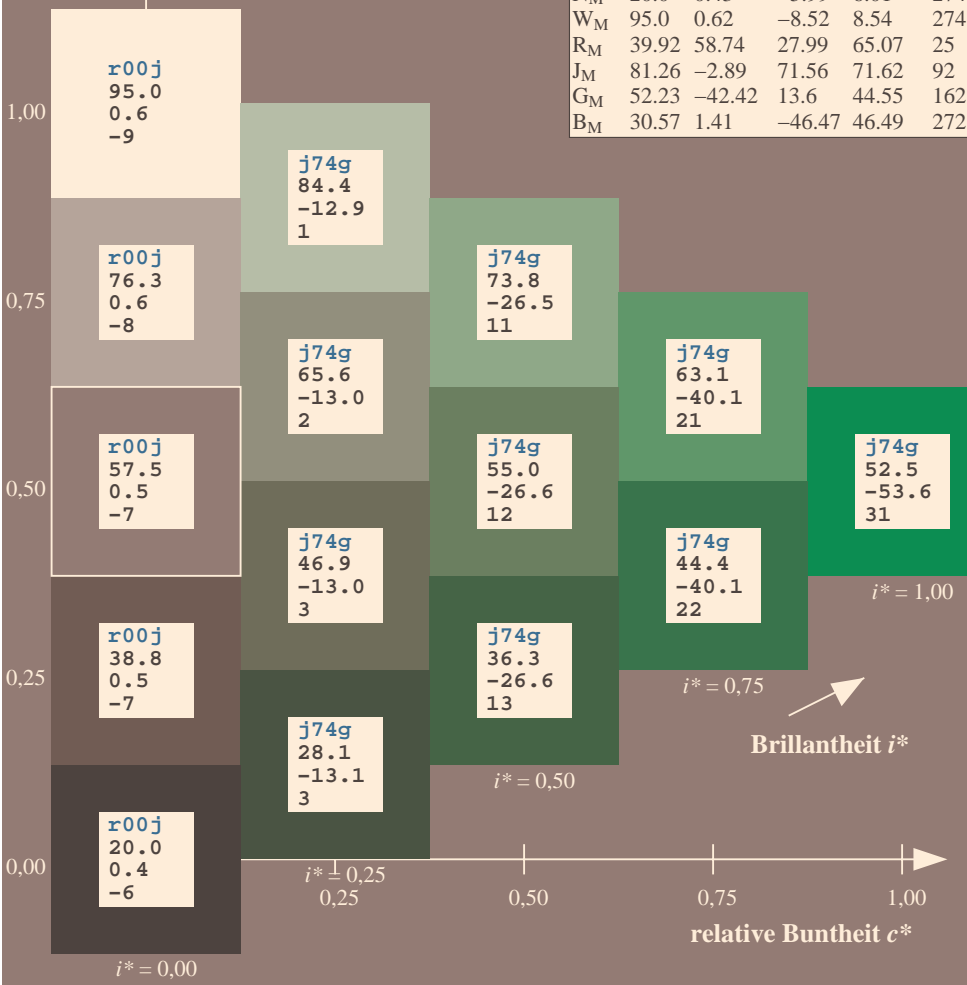 W_M 95.0 0.62 −8.52 8.54 274
R_M 39.92 58.74 27.99 65.07 25
J_M 81.26 −2.89 71.56 71.62 92
G_M 52.23 −42.42 13.6 44.55 162
B_M 30.57 1.41 −46.47 46.49 272
r00j
95.0
0.6
−9
1,00
j74g
84.4
−12.9
1
r00j
76.3
0.6
−8
j74g
73.8
−26.5
11
0,75
j74g
65.6
−13.0
2
j74g
63.1
−40.1
21
r00j
57.5
0.5
−7
j74g
55.0
−26.6
12
j74g
52.5
−53.6
31
0,50
j74g
46.9
−13.0
3
j74g
44.4
−40.1
22
i* = 1,00
r00j
38.8
0.5
−7
j74g
36.3
−26.6
13
0,25
i* = 0,75
j74g
28.1
−13.1
3
Brillantheit i*
i* = 0,50
r00j
20.0
0.4
−6
0,00
i* = 0,25
0,25 0,50 0,75 1,00
relative Buntheit c*
i* = 0,00